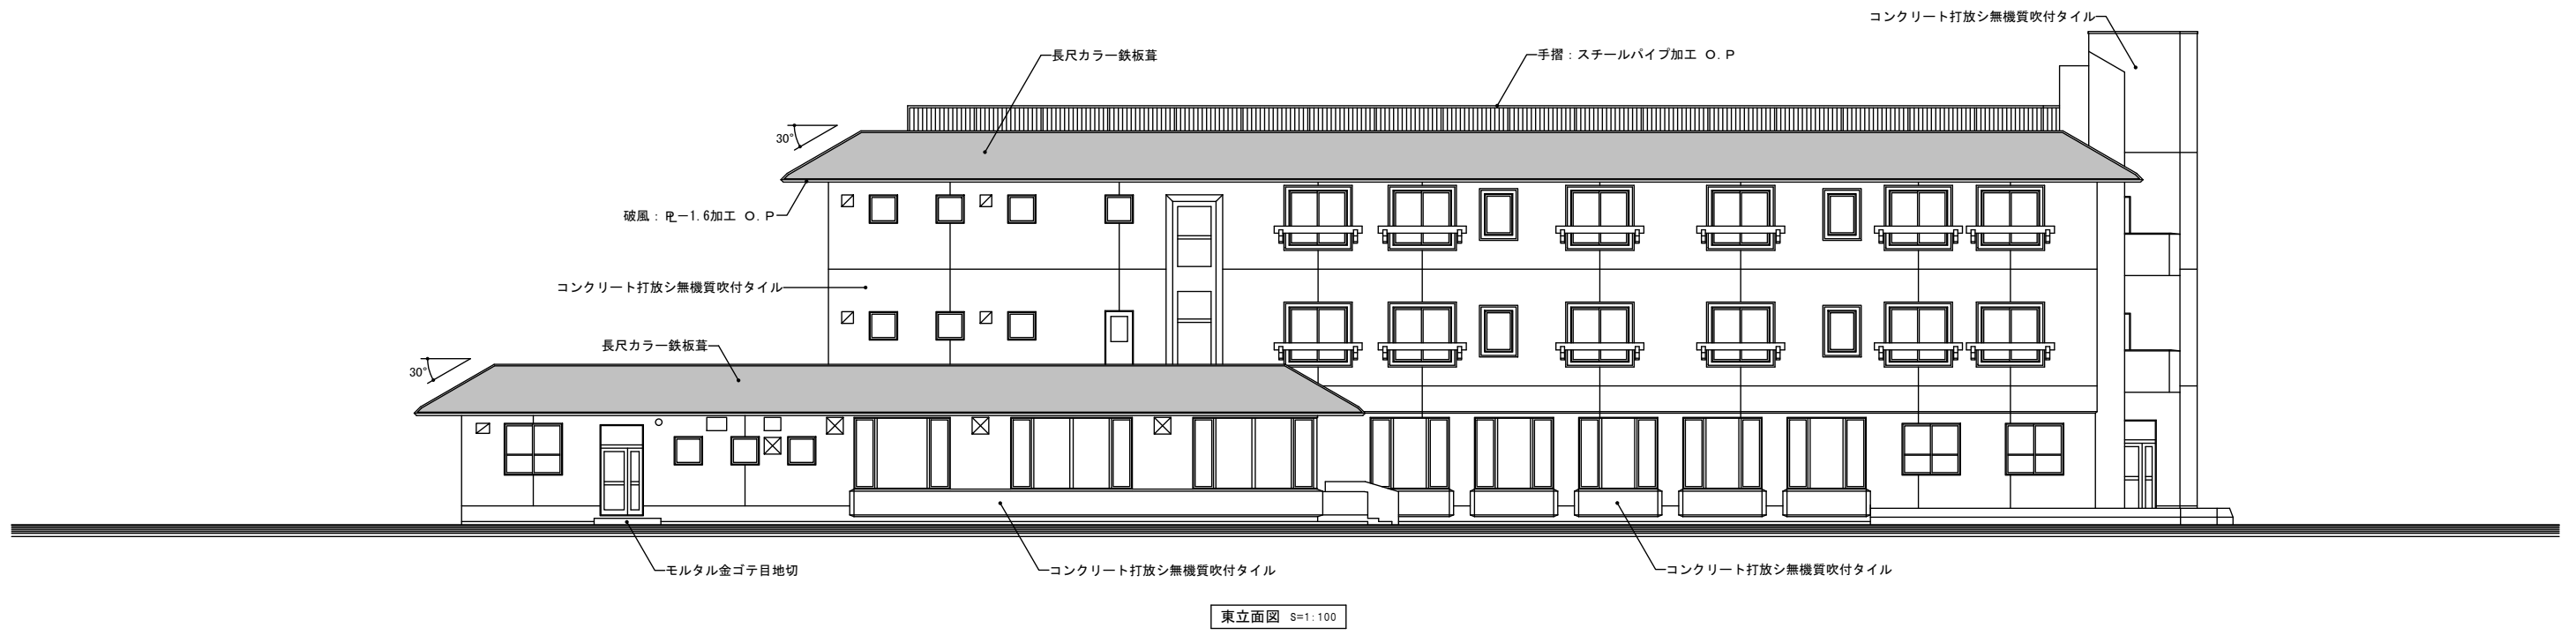 コンクリート打放シ無機質吹付タイル
長尺カラー鉄板葺
手摺：スチールパイプ加工 O.P
30°
破風：PL－1.6加工 O.P
コンクリート打放シ無機質吹付タイル
長尺カラー鉄板葺
30°
モルタル金ゴテ目地切
コンクリート打放シ無機質吹付タイル
コンクリート打放シ無機質吹付タイル
東立面図 S=1:100